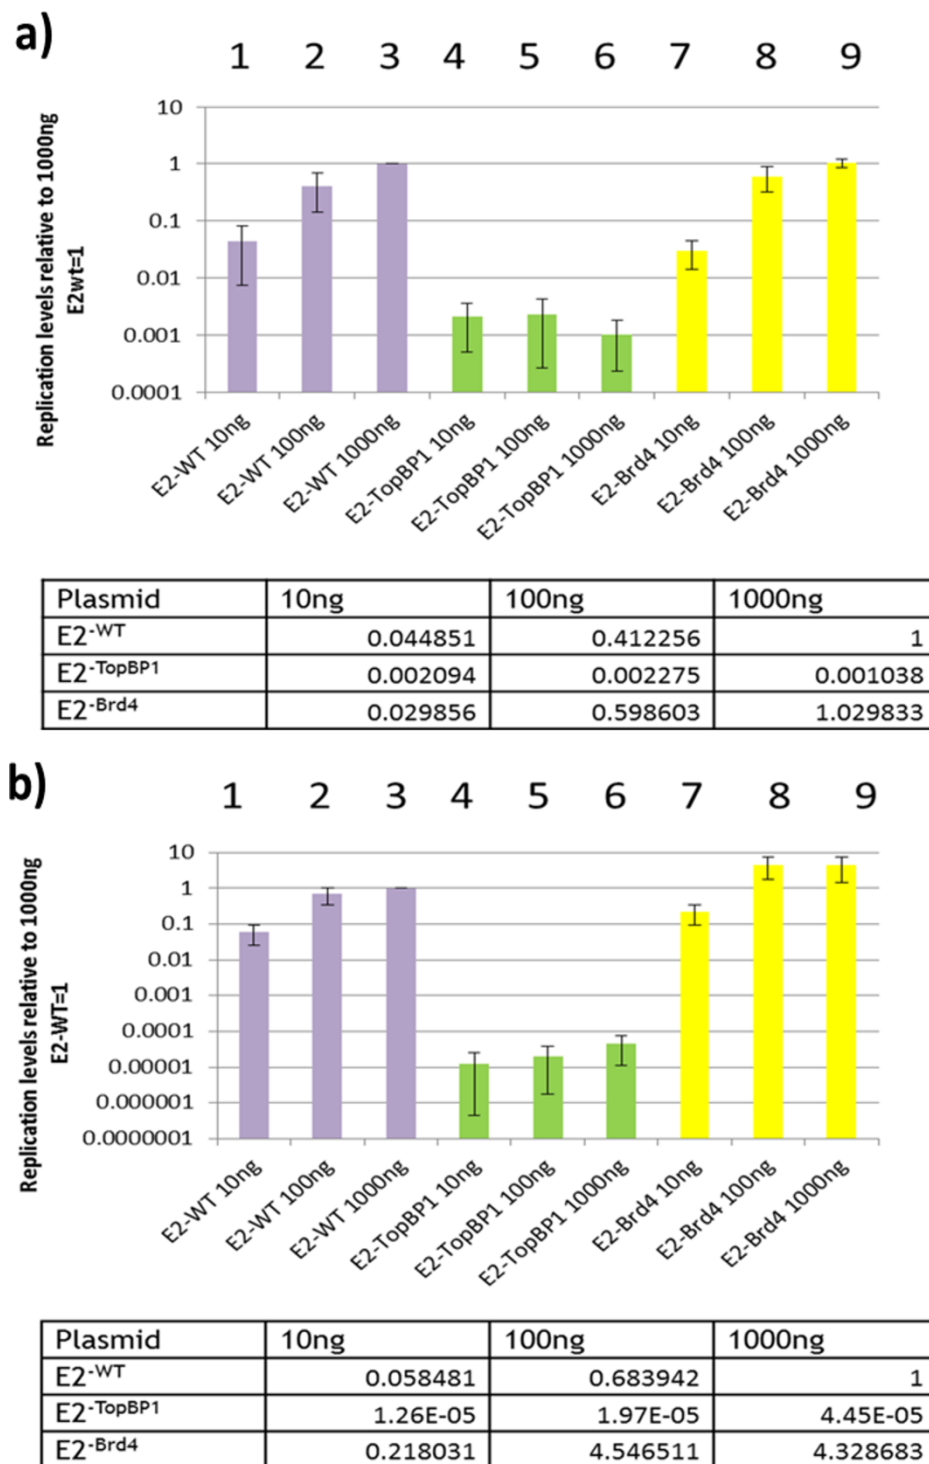 a)
1 2 3 4 5 6 7 8 9
Replication levels relative to 1000ng
E2wt=1
10
1
0.1
0.01
0.001
0.0001
E2-WT 10ng
E2-WT 100ng
E2-WT 1000ng
E2-TopBP1 10ng
E2-TopBP1 100ng
E2-TopBP1 1000ng
E2-Brd4 10ng
E2-Brd4 100ng
E2-Brd4 1000ng
Plasmid 10ng 100ng 1000ng
E2-WT 0.044851 0.412256 1
E2-TopBP1 0.002094 0.002275 0.001038
E2-Brd4 0.029856 0.598603 1.029833
b)
1 2 3 4 5 6 7 8 9
Replication levels relative to 1000ng
E2-WT=1
10
1
0.1
0.01
0.001
0.0001
0.00001
0.000001
0.0000001
E2-WT 10ng
E2-WT 100ng
E2-WT 1000ng
E2-TopBP1 10ng
E2-TopBP1 100ng
E2-TopBP1 1000ng
E2-Brd4 10ng
E2-Brd4 100ng
E2-Brd4 1000ng
Plasmid 10ng 100ng 1000ng
E2-WT 0.058481 0.683942 1
E2-TopBP1 1.26E-05 1.97E-05 4.45E-05
E2-Brd4 0.218031 4.546511 4.328683